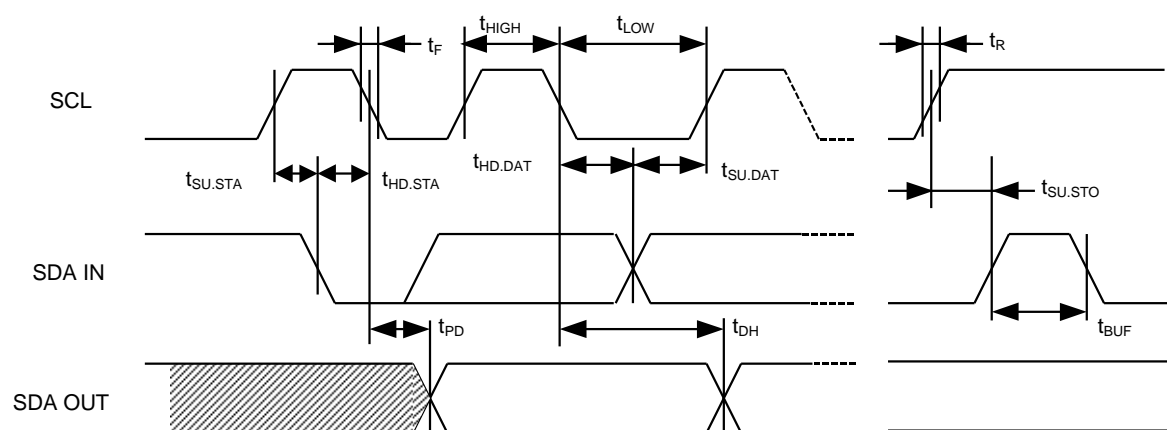 tHIGH
tLOW
tF
tR
SCL
tSU.STA
tHD.STA
tHD.DAT
tSU.DAT
tSU.STO
SDA IN
tPD
tDH
tBUF
SDA OUT